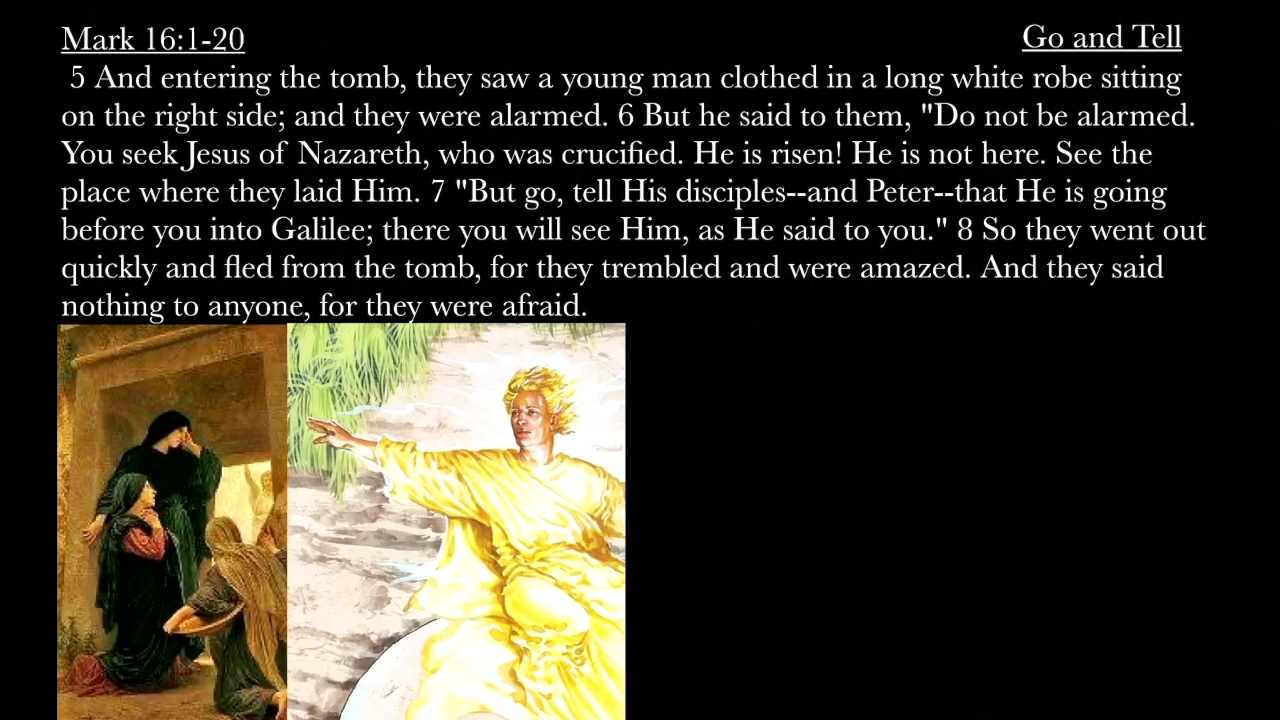 Mark 16:1-20 Go and Tell
5 And entering the tomb, they saw a young man clothed in a long white robe sitting
on the right side; and they were alarmed. 6 But he said to them, "Do not be alarmed.
You seek Jesus of Nazareth, who was crucified. He is risen! He is not here. See the
place where they laid Him. 7 "But go, tell His disciples--and Peter--that He is going
before you into Galilee; there you will see Him, as He said to you." 8 So they went out
quickly and fled from the tomb, for they trembled and were amazed. And they said
nothing to anyone, for they were afraid.